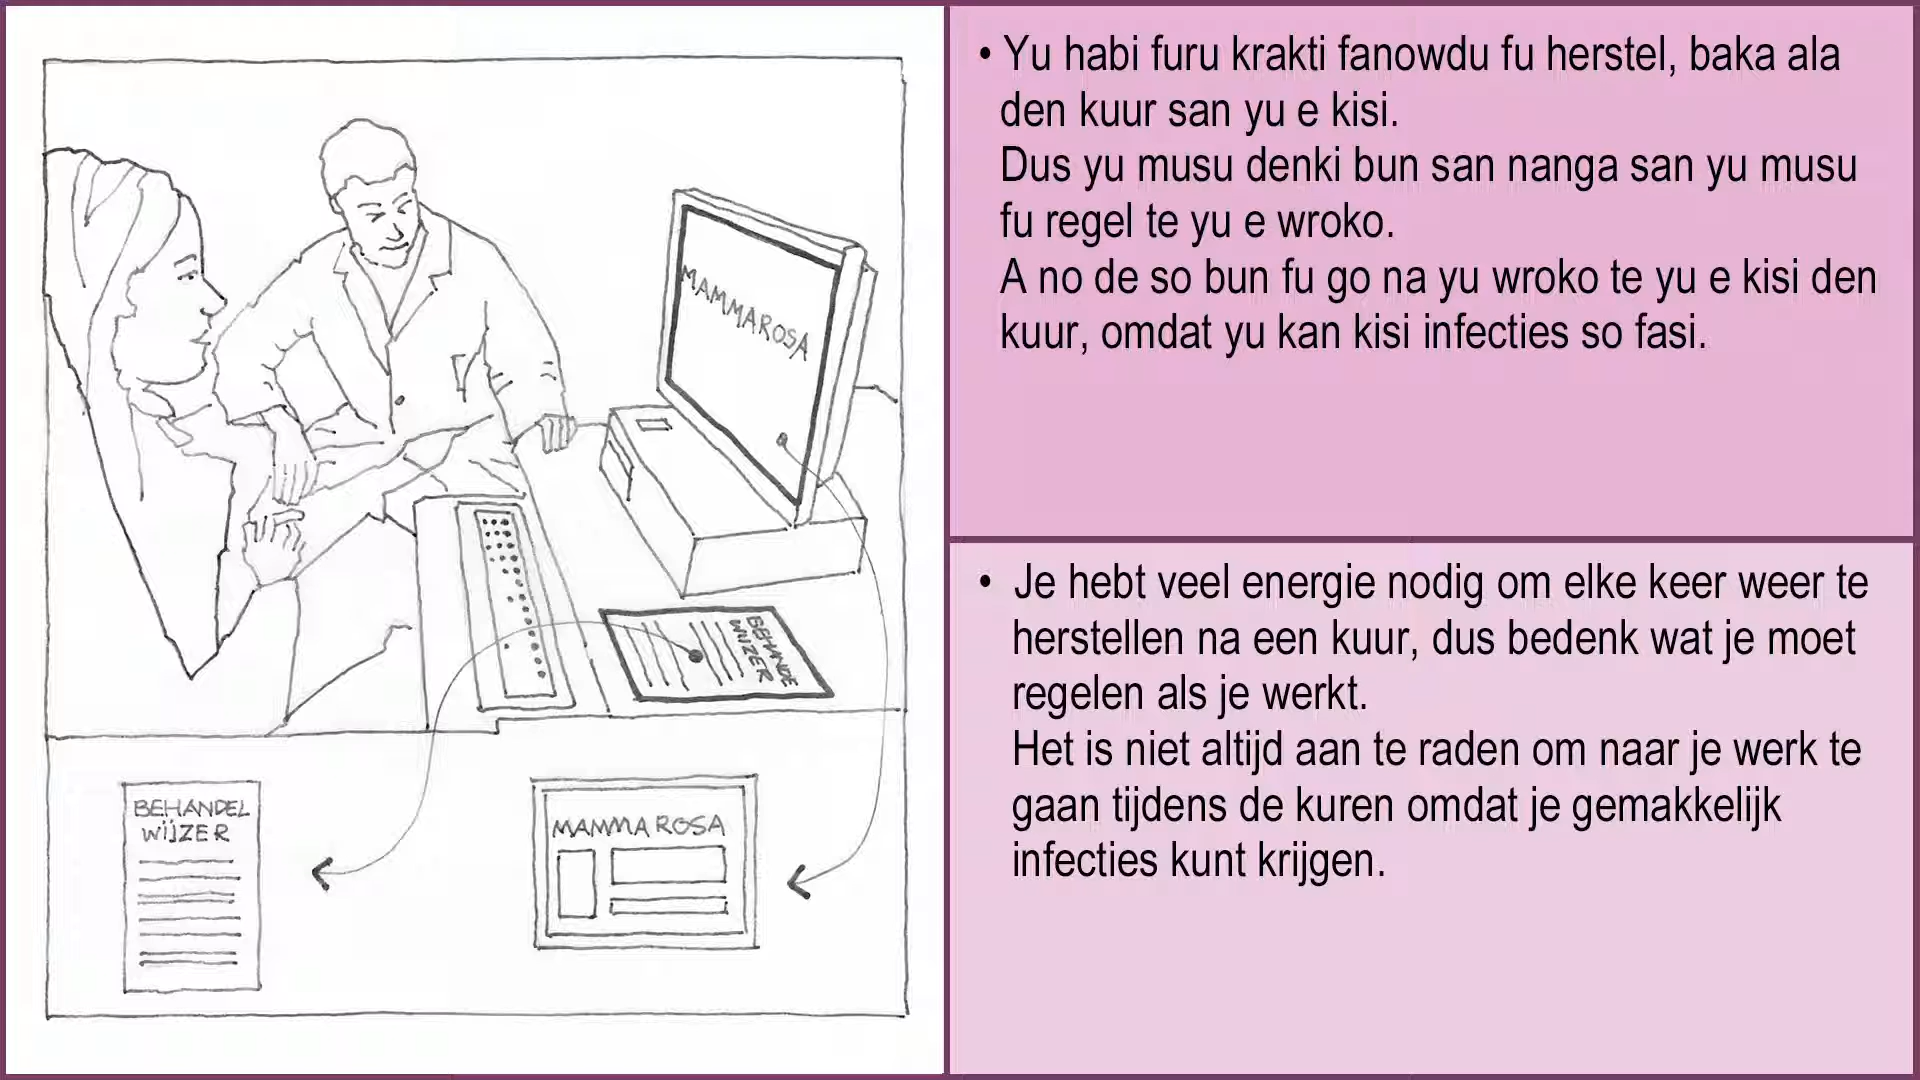 MAMMAROSA
BEHANDE
WIJZER
BEHANDEL
WIJZER
MAMMA ROSA
• Yu habi furu krakti fanowdu fu herstel, baka ala
den kuur san yu e kisi.
Dus yu musu denki bun san nanga san yu musu
fu regel te yu e wroko.
A no de so bun fu go na yu wroko te yu e kisi den
kuur, omdat yu kan kisi infecties so fasi.
• Je hebt veel energie nodig om elke keer weer te
herstellen na een kuur, dus bedenk wat je moet
regelen als je werkt.
Het is niet altijd aan te raden om naar je werk te
gaan tijdens de kuren omdat je gemakkelijk
infecties kunt krijgen.